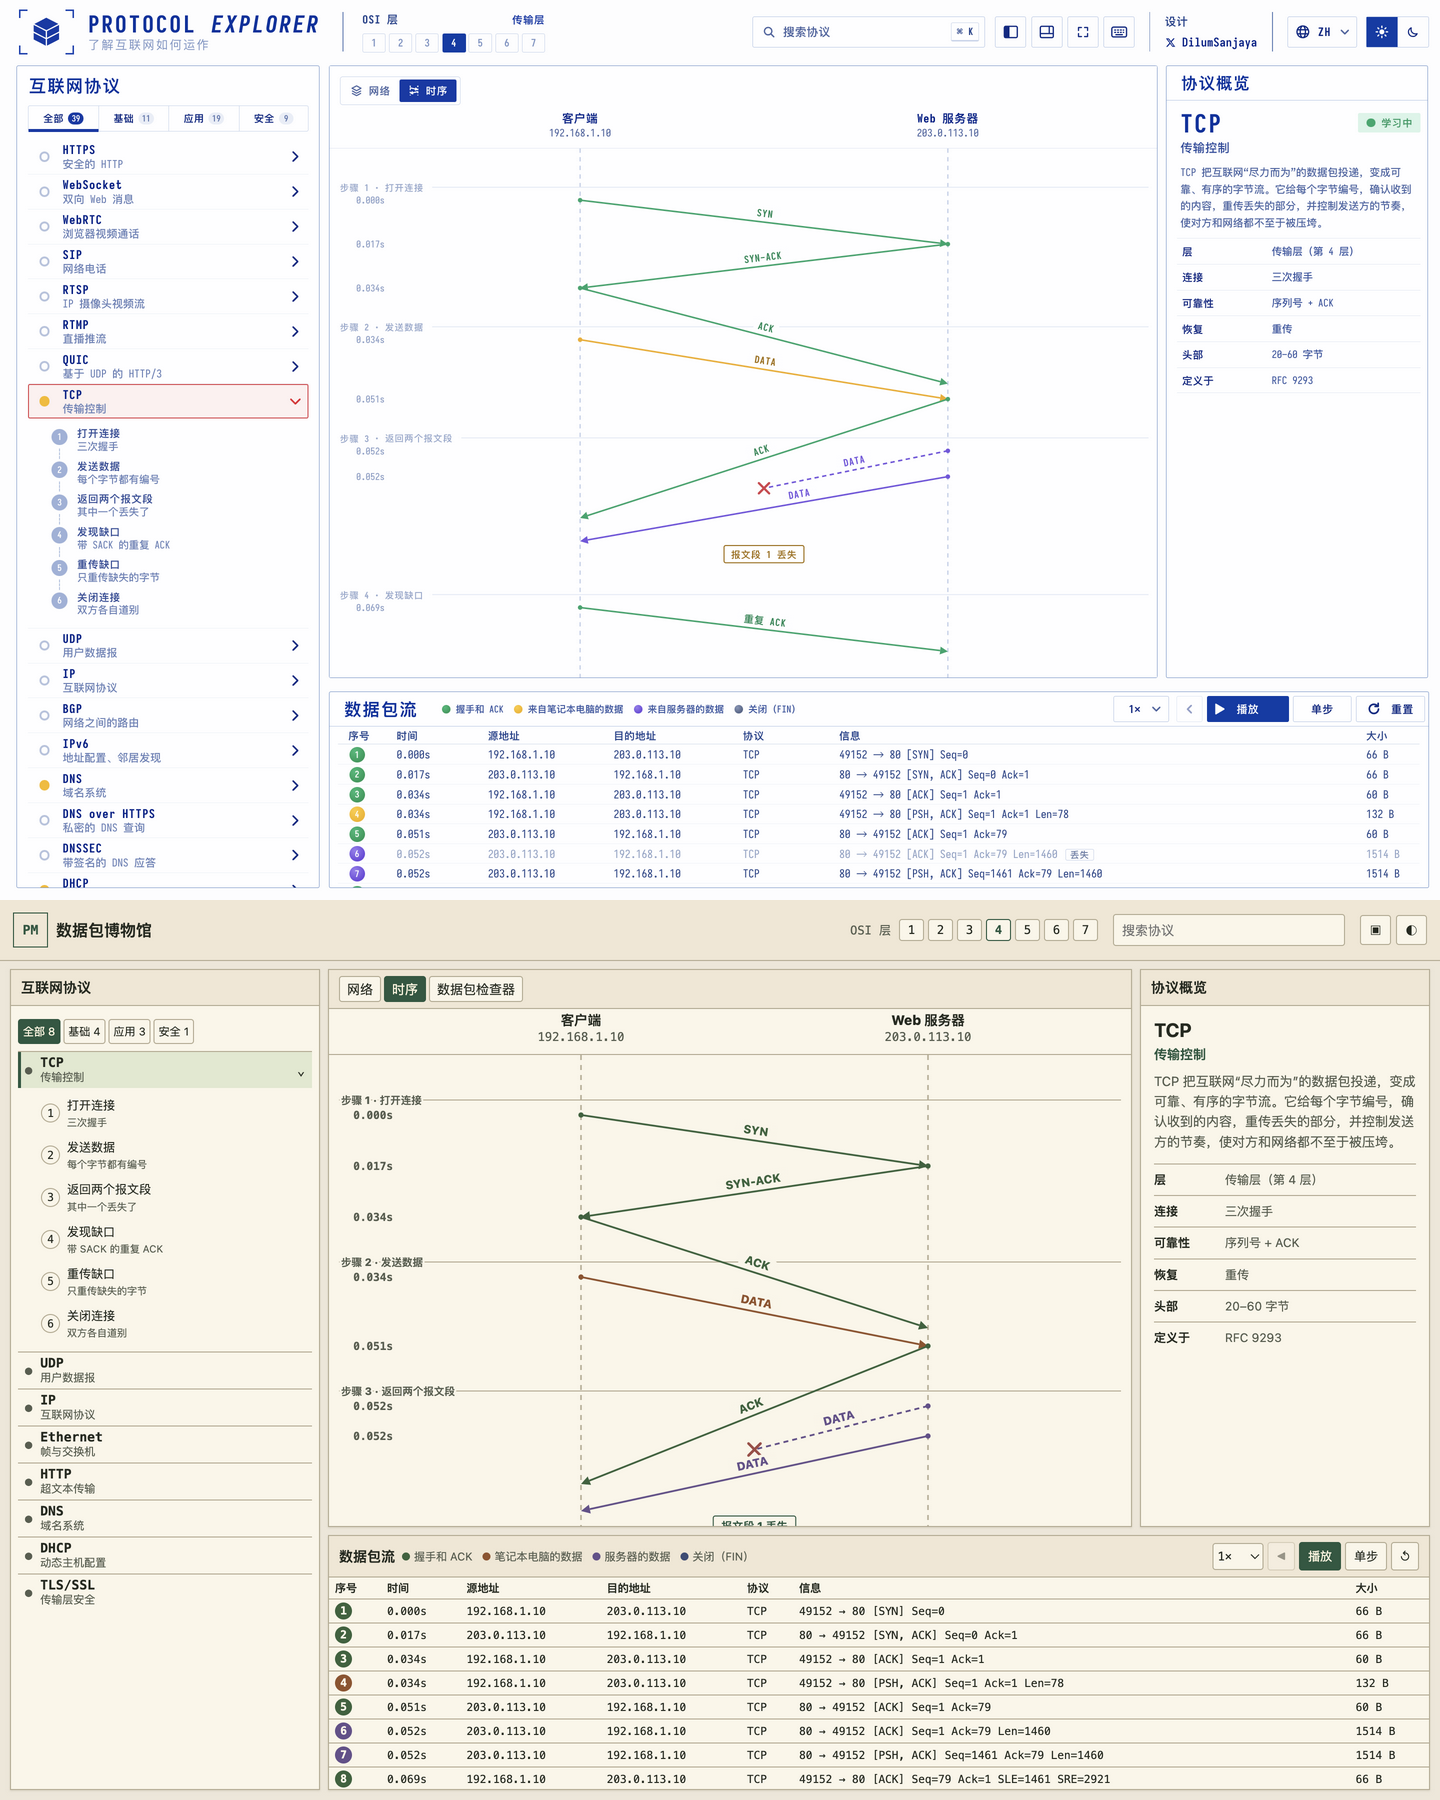 PROTOCOL EXPLORER
了解互联网如何运作
OSI 层 传输层
1 2 3 4 5 6 7
搜索协议 ⌘ K
设计
𝕏 DilumSanjaya
ZH
互联网协议
全部 39 基础 11 应用 19 安全 9
HTTPS
安全的 HTTP
WebSocket
双向 Web 消息
WebRTC
浏览器视频通话
SIP
网络电话
RTSP
IP 摄像头视频流
RTMP
直播推流
QUIC
基于 UDP 的 HTTP/3
TCP
传输控制
1 打开连接
三次握手
2 发送数据
每个字节都有编号
3 返回两个报文段
其中一个丢失了
4 发现缺口
带 SACK 的重复 ACK
5 重传缺口
只重传缺失的字节
6 关闭连接
双方各自道别
UDP
用户数据报
IP
互联网协议
BGP
网络之间的路由
IPv6
地址配置、邻居发现
DNS
域名系统
DNS over HTTPS
私密的 DNS 查询
DNSSEC
带签名的 DNS 应答
DHCP
网络 时序
客户端
192.168.1.10
Web 服务器
203.0.113.10
步骤 1 · 打开连接
0.000s
SYN
0.017s
SYN-ACK
0.034s
ACK
步骤 2 · 发送数据
0.034s
DATA
0.051s
步骤 3 · 返回两个报文段
0.052s
ACK
DATA
0.052s
DATA
报文段 1 丢失
步骤 4 · 发现缺口
0.069s
重复 ACK
协议概览
TCP 学习中
传输控制
TCP 把互联网“尽力而为”的数据包投递，变成可
靠、有序的字节流。它给每个字节编号，确认收到
的内容，重传丢失的部分，并控制发送方的节奏，
使对方和网络都不至于被压垮。
层 传输层（第 4 层）
连接 三次握手
可靠性 序列号 + ACK
恢复 重传
头部 20–60 字节
定义于 RFC 9293
数据包流 握手和 ACK 来自笔记本电脑的数据 来自服务器的数据 关闭（FIN） 1× 播放 单步 重置
序号 时间 源地址 目的地址 协议 信息 大小
1 0.000s 192.168.1.10 203.0.113.10 TCP 49152 → 80 [SYN] Seq=0 66 B
2 0.017s 203.0.113.10 192.168.1.10 TCP 80 → 49152 [SYN, ACK] Seq=0 Ack=1 66 B
3 0.034s 192.168.1.10 203.0.113.10 TCP 49152 → 80 [ACK] Seq=1 Ack=1 60 B
4 0.034s 192.168.1.10 203.0.113.10 TCP 49152 → 80 [PSH, ACK] Seq=1 Ack=1 Len=78 132 B
5 0.051s 203.0.113.10 192.168.1.10 TCP 80 → 49152 [ACK] Seq=1 Ack=79 60 B
6 0.052s 203.0.113.10 192.168.1.10 TCP 80 → 49152 [ACK] Seq=1 Ack=79 Len=1460 丢失 1514 B
7 0.052s 203.0.113.10 192.168.1.10 TCP 80 → 49152 [PSH, ACK] Seq=1461 Ack=79 Len=1460 1514 B
PM 数据包博物馆
OSI 层 1 2 3 4 5 6 7
搜索协议
互联网协议
全部 8 基础 4 应用 3 安全 1
TCP
传输控制
1 打开连接
三次握手
2 发送数据
每个字节都有编号
3 返回两个报文段
其中一个丢失了
4 发现缺口
带 SACK 的重复 ACK
5 重传缺口
只重传缺失的字节
6 关闭连接
双方各自道别
UDP
用户数据报
IP
互联网协议
Ethernet
帧与交换机
HTTP
超文本传输
DNS
域名系统
DHCP
动态主机配置
TLS/SSL
传输层安全
网络 时序 数据包检查器
客户端
192.168.1.10
Web 服务器
203.0.113.10
步骤 1 · 打开连接
0.000s
SYN
0.017s
SYN-ACK
0.034s
步骤 2 · 发送数据
ACK
0.034s
DATA
0.051s
步骤 3 · 返回两个报文段
0.052s
ACK
DATA
0.052s
DATA
报文段 1 丢失
协议概览
TCP
传输控制
TCP 把互联网“尽力而为”的数据包投递，变成
可靠、有序的字节流。它给每个字节编号，确
认收到的内容，重传丢失的部分，并控制发送
方的节奏，使对方和网络都不至于被压垮。
层 传输层（第 4 层）
连接 三次握手
可靠性 序列号 + ACK
恢复 重传
头部 20–60 字节
定义于 RFC 9293
数据包流 握手和 ACK 笔记本电脑的数据 服务器的数据 关闭（FIN） 1× 播放 单步
序号 时间 源地址 目的地址 协议 信息 大小
1 0.000s 192.168.1.10 203.0.113.10 TCP 49152 → 80 [SYN] Seq=0 66 B
2 0.017s 203.0.113.10 192.168.1.10 TCP 80 → 49152 [SYN, ACK] Seq=0 Ack=1 66 B
3 0.034s 192.168.1.10 203.0.113.10 TCP 49152 → 80 [ACK] Seq=1 Ack=1 60 B
4 0.034s 192.168.1.10 203.0.113.10 TCP 49152 → 80 [PSH, ACK] Seq=1 Ack=1 Len=78 132 B
5 0.051s 203.0.113.10 192.168.1.10 TCP 80 → 49152 [ACK] Seq=1 Ack=79 60 B
6 0.052s 203.0.113.10 192.168.1.10 TCP 80 → 49152 [ACK] Seq=1 Ack=79 Len=1460 1514 B
7 0.052s 203.0.113.10 192.168.1.10 TCP 80 → 49152 [PSH, ACK] Seq=1461 Ack=79 Len=1460 1514 B
8 0.069s 192.168.1.10 203.0.113.10 TCP 49152 → 80 [ACK] Seq=79 Ack=1 SLE=1461 SRE=2921 66 B